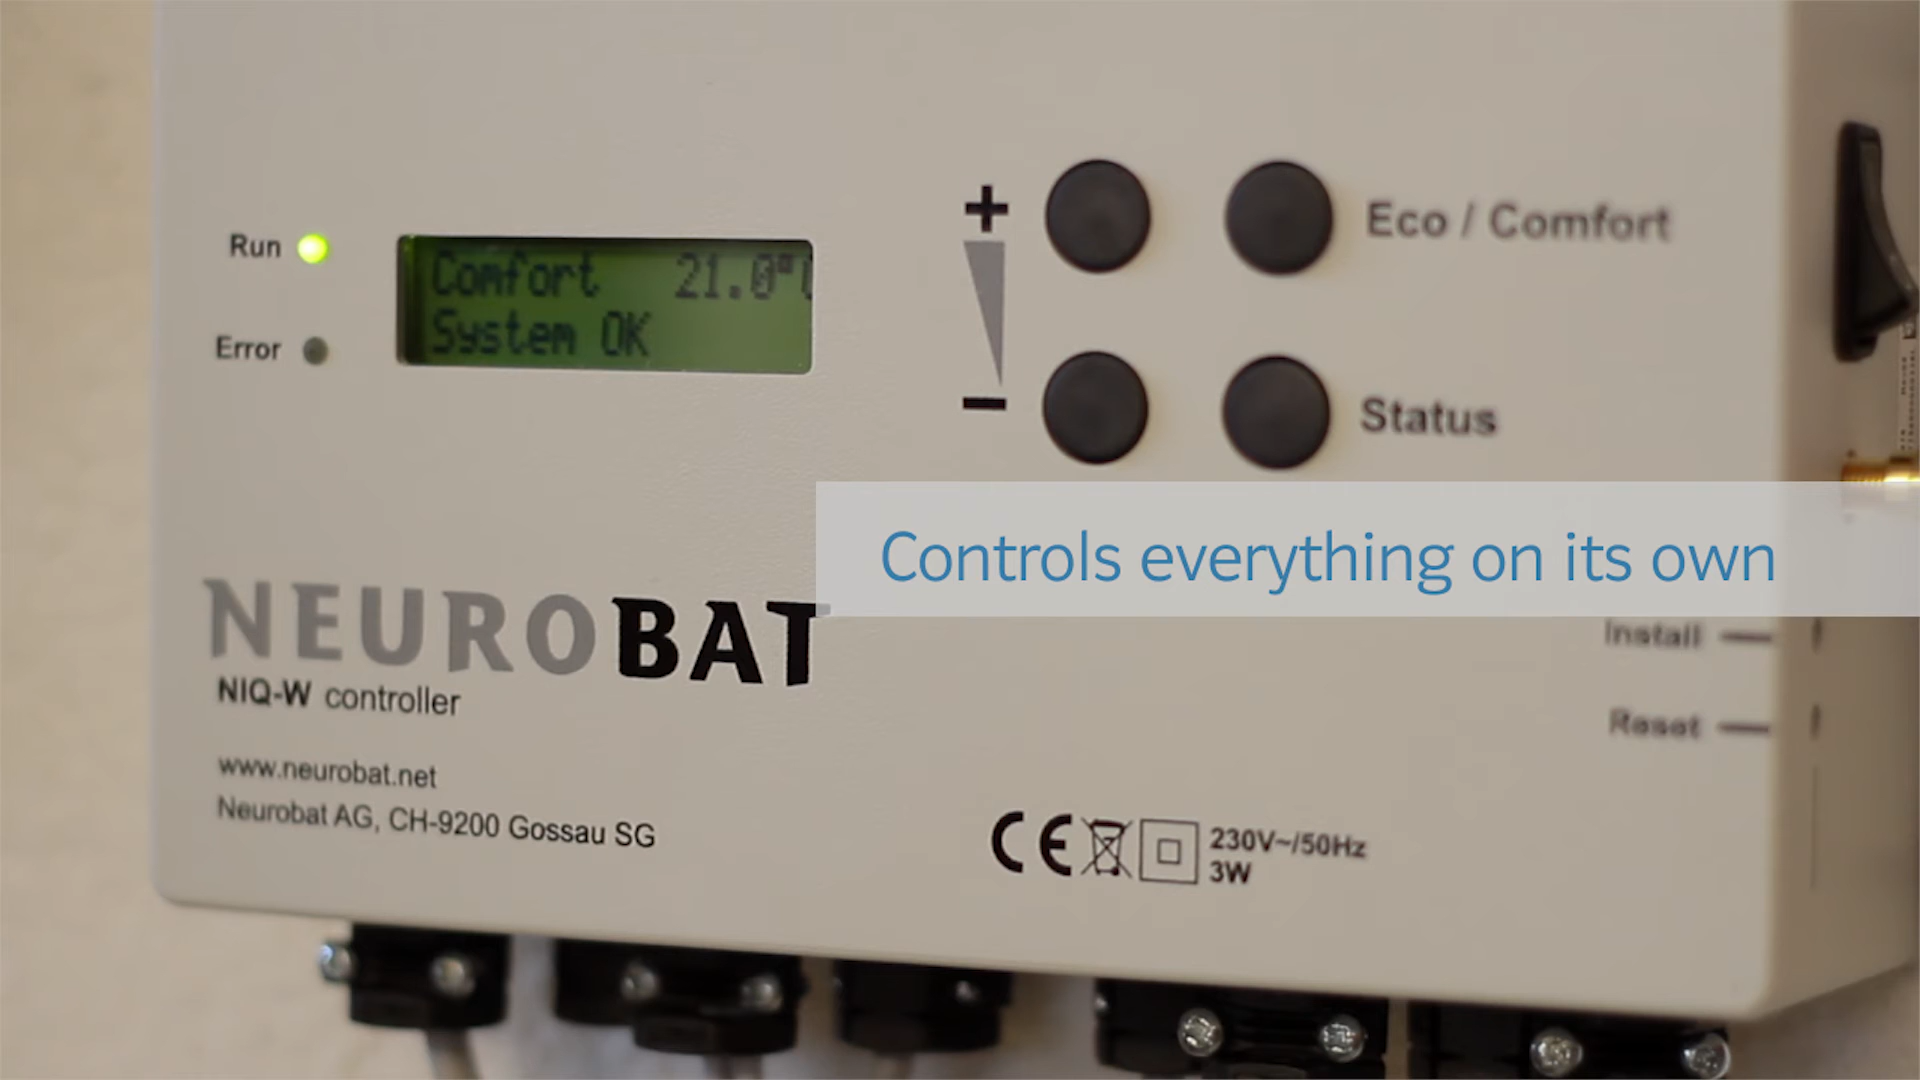 Run
Error
Comfort 21.0°C
System OK
+
−
Eco / Comfort
Status
Controls everything on its own
NEUROBAT
NIQ-W controller
www.neurobat.net
Neurobat AG, CH-9200 Gossau SG
Install
Reset
CE
230V~/50Hz
3W